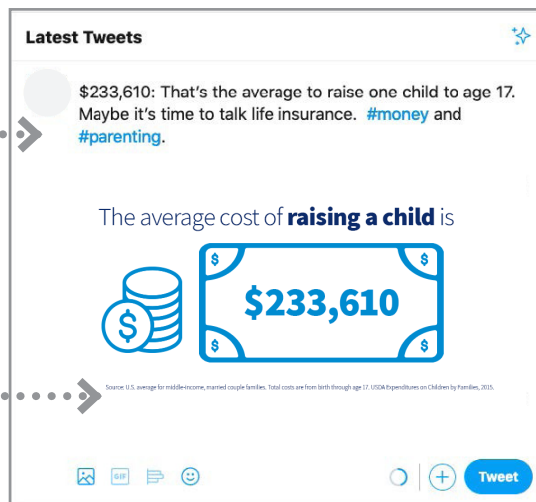 Latest Tweets
$233,610: That's the average to raise one child to age 17.
Maybe it's time to talk life insurance. #money and
#parenting.
The average cost of raising a child is
$ $
$233,610
$
$ $
Source: U.S. average for middle-income, married couple families. Total costs are from birth through age 17. USDA Expenditures on Children by Families, 2015.
GIF
Tweet